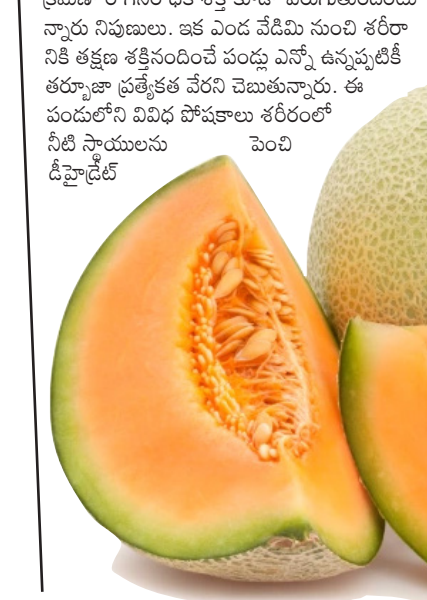 న్నారు నిపుణులు. ఇక ఎండ వేడిమి నుంచి శరీరా
నికి తక్షణ శక్తినందించే పండ్లు ఎన్నో ఉన్నప్పటికీ
తర్బూజా ప్రత్యేకత వేరని చెబుతున్నారు. ఈ
పండులోని వివిధ పోషకాలు శరీరంలో
నీటి స్థాయులను పెంచి
డీహైడ్రేట్